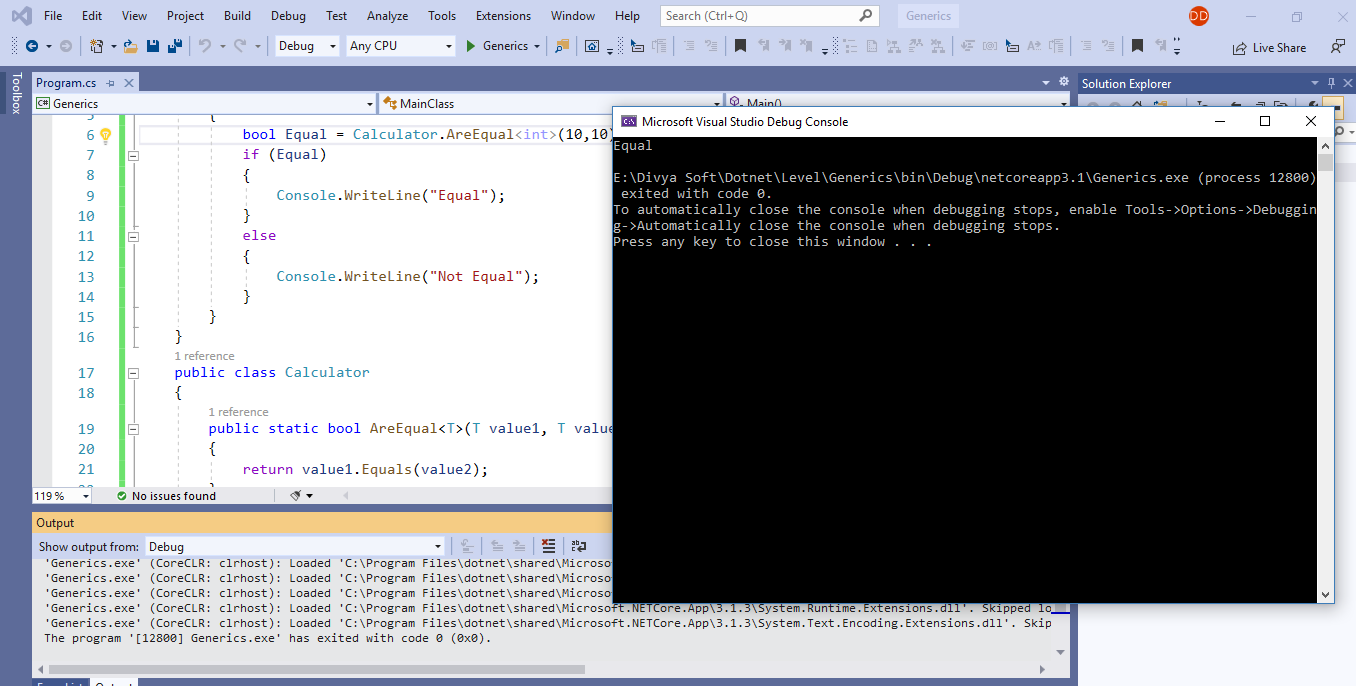 File Edit View Project Build Debug Test Analyze Tools Extensions Window Help Search (Ctrl+Q) Generics DD
Debug Any CPU Generics Live Share
Toolbox
Program.cs
Solution Explorer
C# Generics MainClass Main()
5 {
6 bool Equal = Calculator.AreEqual<int>(10,10)
7 if (Equal)
8 {
9 Console.WriteLine("Equal");
10 }
11 else
12 {
13 Console.WriteLine("Not Equal");
14 }
15 }
16 }
1 reference
17 public class Calculator
18 {
1 reference
19 public static bool AreEqual<T>(T value1, T value
20 {
21 return value1.Equals(value2);
119 % No issues found
Microsoft Visual Studio Debug Console
Equal
E:\Divya Soft\Dotnet\Level\Generics\bin\Debug\netcoreapp3.1\Generics.exe (process 12800)
exited with code 0.
To automatically close the console when debugging stops, enable Tools->Options->Debuggin
g->Automatically close the console when debugging stops.
Press any key to close this window . . .
Output
Show output from: Debug
'Generics.exe' (CoreCLR: clrhost): Loaded 'C:\Program Files\dotnet\shared\Microso
'Generics.exe' (CoreCLR: clrhost): Loaded 'C:\Program Files\dotnet\shared\Microso
'Generics.exe' (CoreCLR: clrhost): Loaded 'C:\Program Files\dotnet\shared\Microso
'Generics.exe' (CoreCLR: clrhost): Loaded 'C:\Program Files\dotnet\shared\Microsoft.NETCore.App\3.1.3\System.Runtime.Extensions.dll'. Skipped lo
'Generics.exe' (CoreCLR: clrhost): Loaded 'C:\Program Files\dotnet\shared\Microsoft.NETCore.App\3.1.3\System.Text.Encoding.Extensions.dll'. Skip
The program '[12800] Generics.exe' has exited with code 0 (0x0).